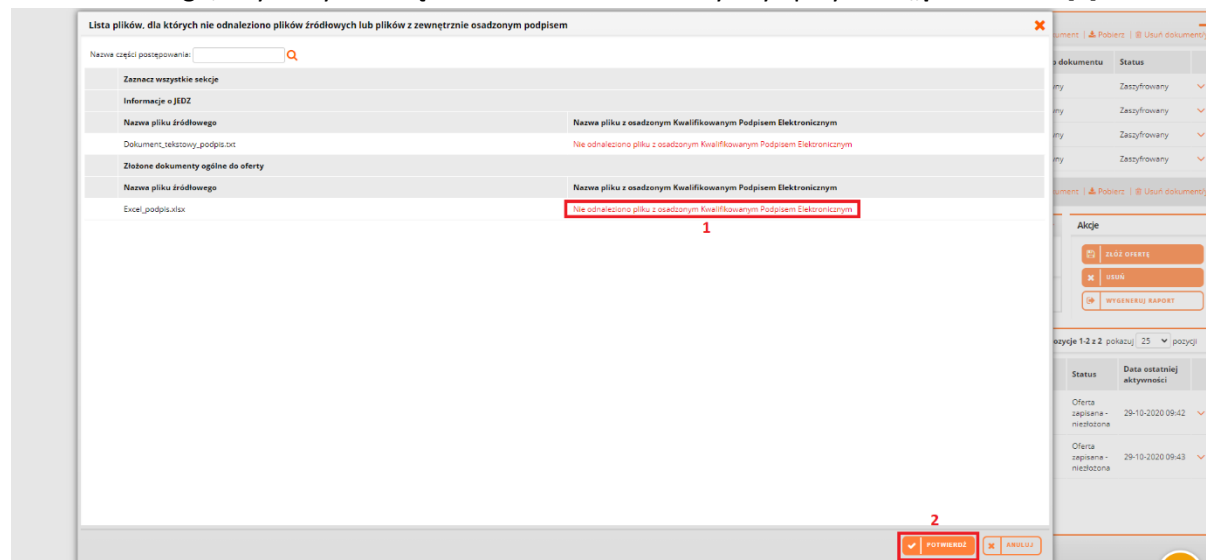 Lista plików, dla których nie odnaleziono plików źródłowych lub plików z zewnętrznie osadzonym podpisem
Nazwa części postępowania:
Zaznacz wszystkie sekcje
Informacje o JEDZ
Nazwa pliku źródłowego Nazwa pliku z osadzonym Kwalifikowanym Podpisem Elektronicznym
Dokument_tekstowy_podpis.txt Nie odnaleziono pliku z osadzonym Kwalifikowanym Podpisem Elektronicznym
Złożone dokumenty ogólne do oferty
Nazwa pliku źródłowego Nazwa pliku z osadzonym Kwalifikowanym Podpisem Elektronicznym
Excel_podpis.xlsx Nie odnaleziono pliku z osadzonym Kwalifikowanym Podpisem Elektronicznym
1
2
POTWIERDŹ ANULUJ
Pobierz | Usuń dokument/y
dokumentu Status
Zaszyfrowany
Zaszyfrowany
Zaszyfrowany
Zaszyfrowany
Pobierz | Usuń dokument/y
Akcje
ZŁÓŻ OFERTĘ
USUŃ
WYGENERUJ RAPORT
1-2 z 2 pokazuj 25 pozycji
Status Data ostatniej
aktywności
Oferta
zapisana - 29-10-2020 09:42
niezłożona
Oferta
zapisana - 29-10-2020 09:43
niezłożona